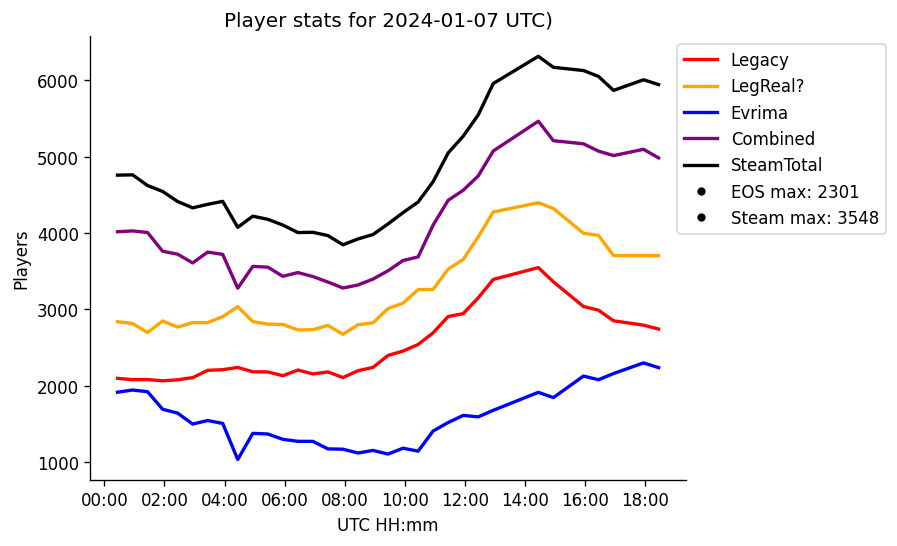 Player stats for 2024-01-07 UTC)
Legacy
LegReal?
Evrima
Combined
SteamTotal
EOS max: 2301
Steam max: 3548
Players
6000
5000
4000
3000
2000
1000
00:00 02:00 04:00 06:00 08:00 10:00 12:00 14:00 16:00 18:00
UTC HH:mm